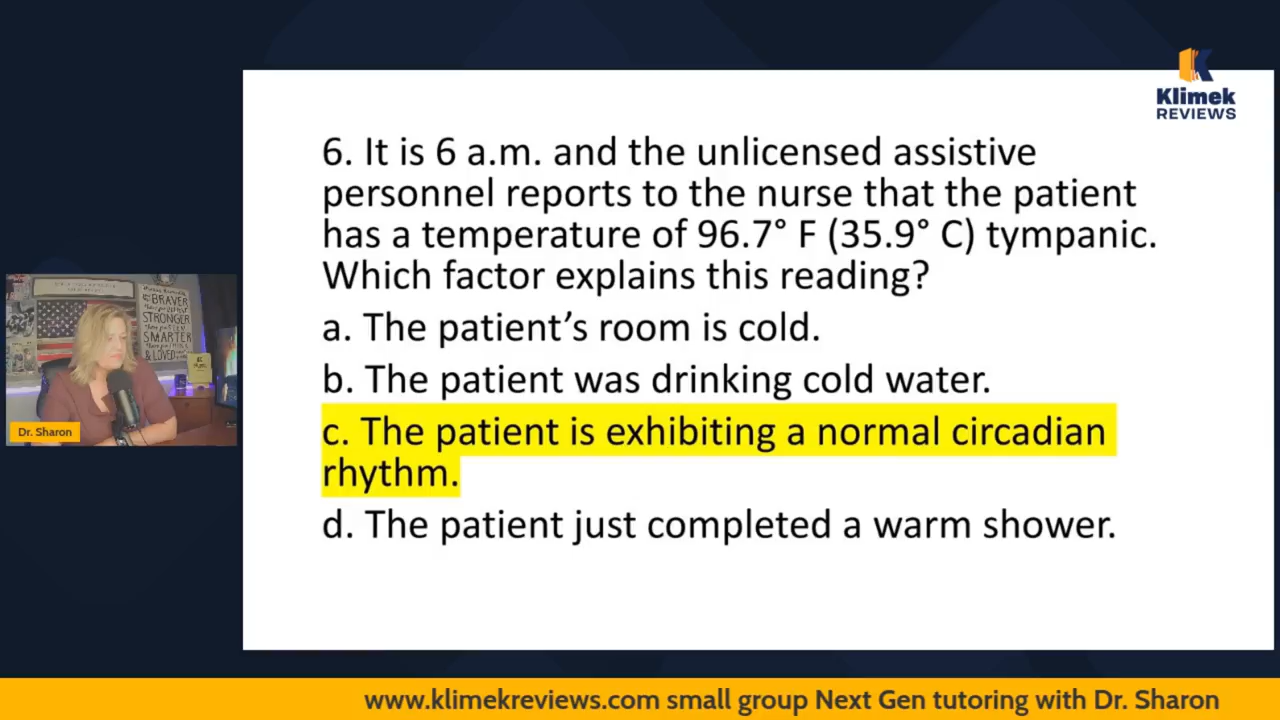 Klimek
REVIEWS
6. It is 6 a.m. and the unlicensed assistive
personnel reports to the nurse that the patient
has a temperature of 96.7° F (35.9° C) tympanic.
Which factor explains this reading?
a. The patient’s room is cold.
b. The patient was drinking cold water.
c. The patient is exhibiting a normal circadian
rhythm.
d. The patient just completed a warm shower.
BRAVER
STRONGER
SMARTER
& LOVED
Dr. Sharon
www.klimekreviews.com small group Next Gen tutoring with Dr. Sharon